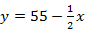 y = 55 − ½x